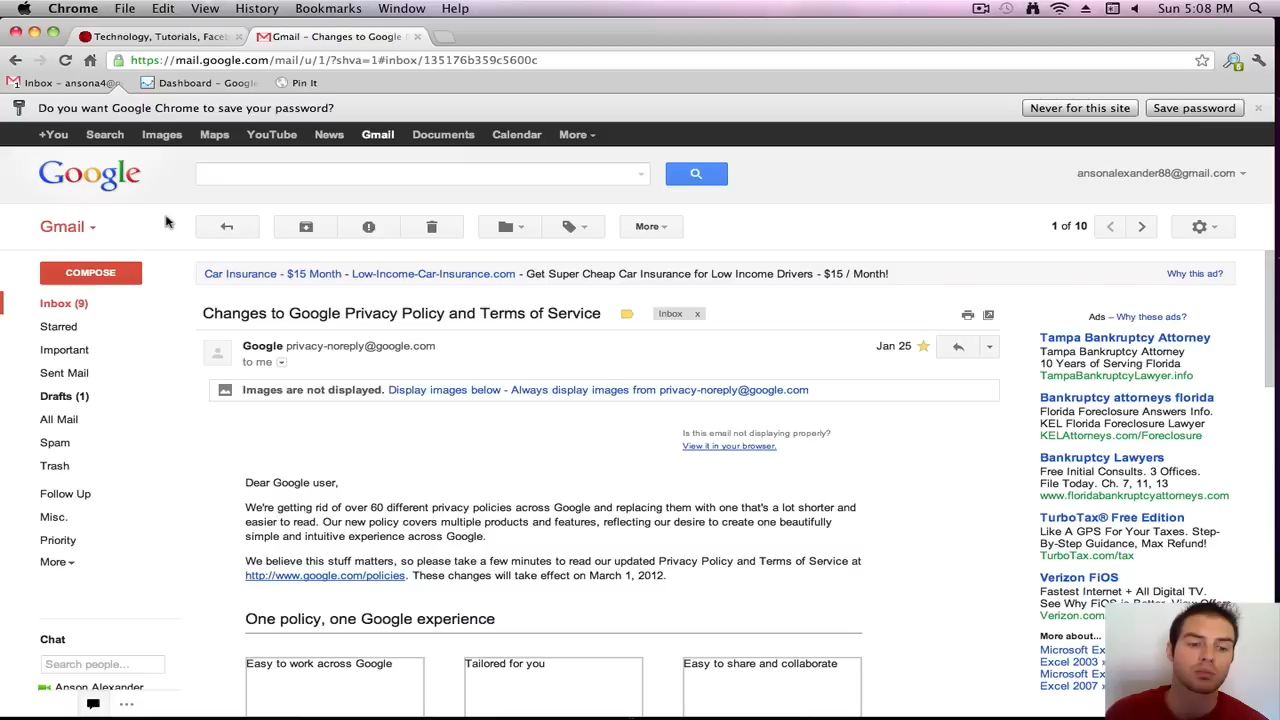 Chrome File Edit View History Bookmarks Window Help Sun 5:08 PM
Technology, Tutorials, Faceb Gmail - Changes to Google P
https://mail.google.com/mail/u/1/?shva=1#inbox/135176b359c5600c
Inbox – ansona4@ Dashboard – Google Pin It
Do you want Google Chrome to save your password? Never for this site Save password
+You Search Images Maps YouTube News Gmail Documents Calendar More
Google ansonalexander88@gmail.com
Gmail More 1 of 10
COMPOSE
Car Insurance - $15 Month - Low-Income-Car-Insurance.com - Get Super Cheap Car Insurance for Low Income Drivers - $15 / Month! Why this ad?
Inbox (9)
Starred
Important
Sent Mail
Drafts (1)
All Mail
Spam
Trash
Follow Up
Misc.
Priority
More
Chat
Search people...
Anson Alexander
Changes to Google Privacy Policy and Terms of Service Inbox x
Google privacy-noreply@google.com Jan 25
to me
Images are not displayed. Display images below - Always display images from privacy-noreply@google.com
Is this email not displaying properly?
View it in your browser.
Dear Google user,
We're getting rid of over 60 different privacy policies across Google and replacing them with one that's a lot shorter and
easier to read. Our new policy covers multiple products and features, reflecting our desire to create one beautifully
simple and intuitive experience across Google.
We believe this stuff matters, so please take a few minutes to read our updated Privacy Policy and Terms of Service at
http://www.google.com/policies. These changes will take effect on March 1, 2012.
One policy, one Google experience
Easy to work across Google Tailored for you Easy to share and collaborate
Ads – Why these ads?
Tampa Bankruptcy Attorney
Tampa Bankruptcy Attorney
10 Years of Serving Florida
TampaBankruptcyLawyer.info
Bankruptcy attorneys florida
Florida Foreclosure Answers Info.
KEL Florida Foreclosure Lawyer
KELAttorneys.com/Foreclosure
Bankruptcy Lawyers
Free Initial Consults. 3 Offices.
File Today. Ch. 7, 11, 13
www.floridabankruptcyattorneys.com
TurboTax® Free Edition
Like A GPS For Your Taxes. Step-
By-Step Guidance, Max Refund!
TurboTax.com/tax
Verizon FiOS
Fastest Internet + All Digital TV.
See Why FiOS is Better.
Verizon.com
More about...
Microsoft Ex
Excel 2003 »
Microsoft Ex
Excel 2007 »